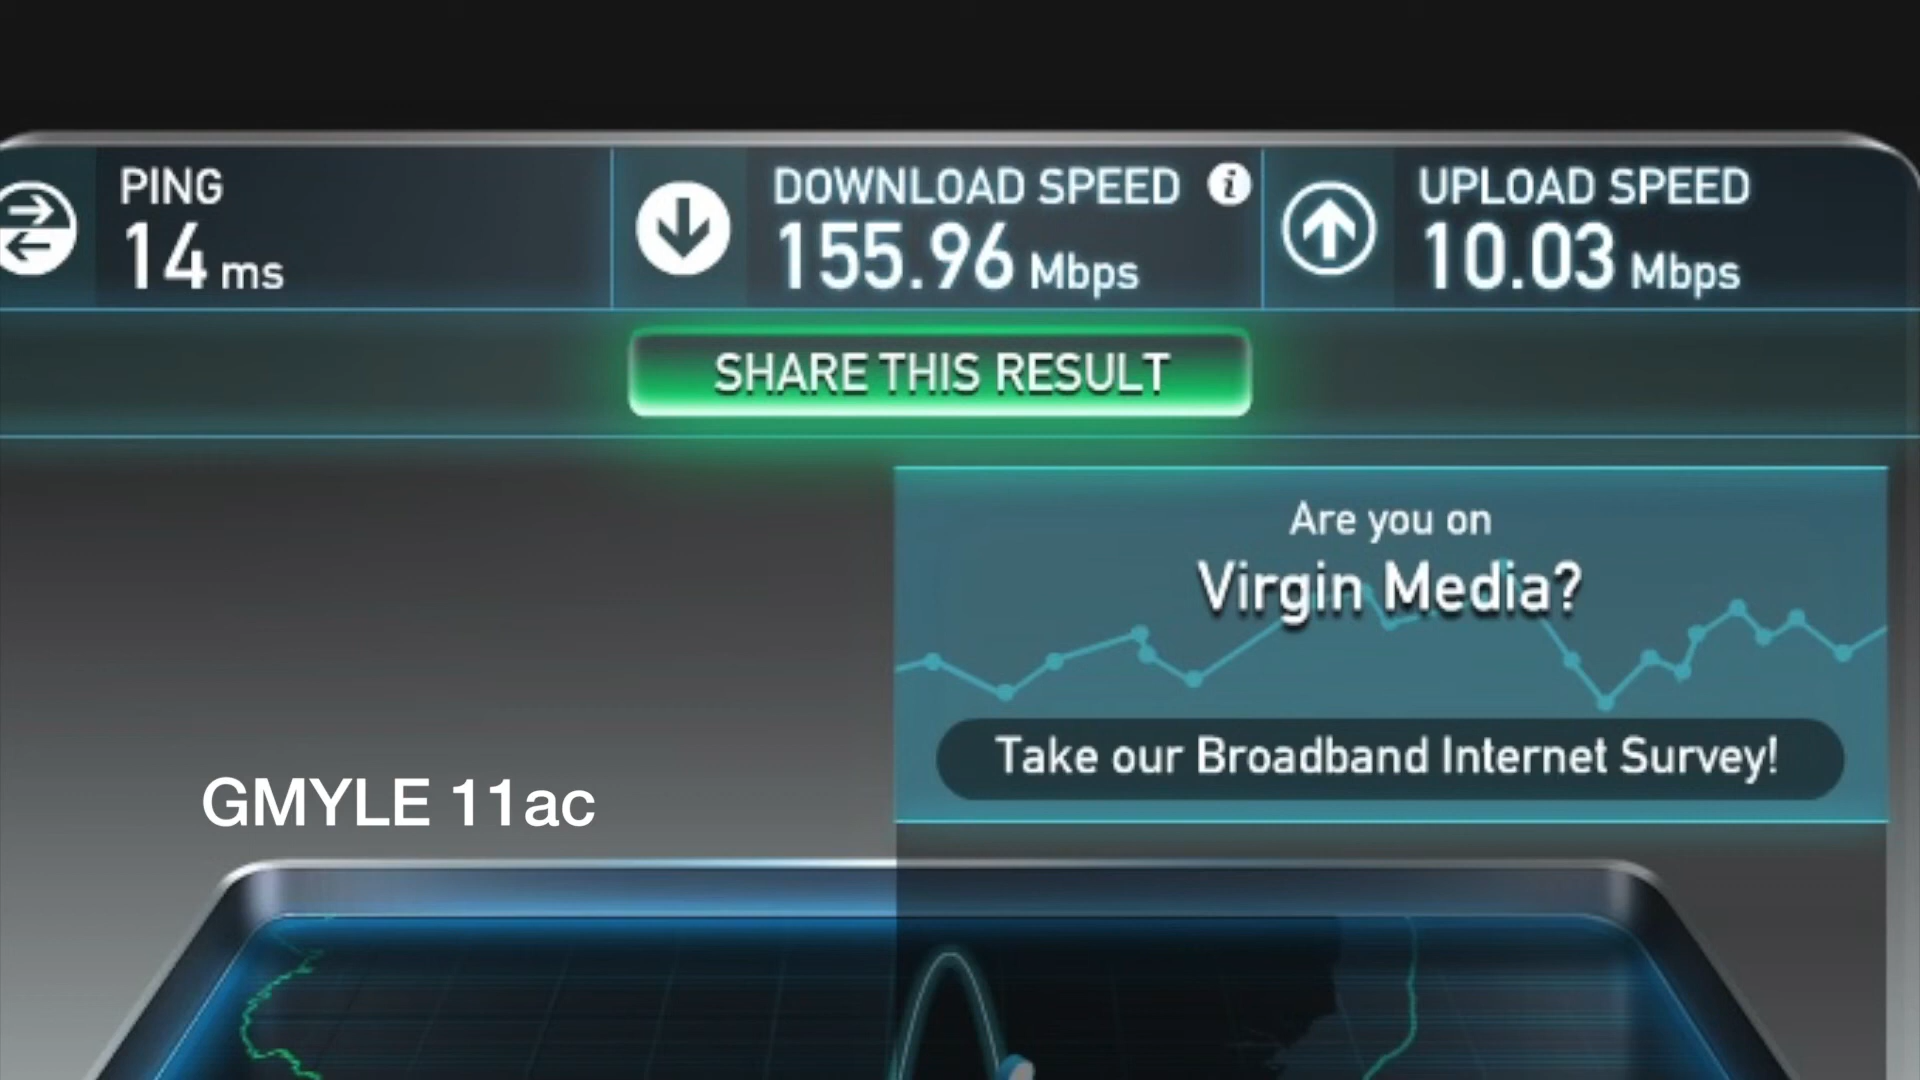 PING
14 ms
DOWNLOAD SPEED i
155.96 Mbps
UPLOAD SPEED
10.03 Mbps
SHARE THIS RESULT
Are you on
Virgin Media?
Take our Broadband Internet Survey!
GMYLE 11ac